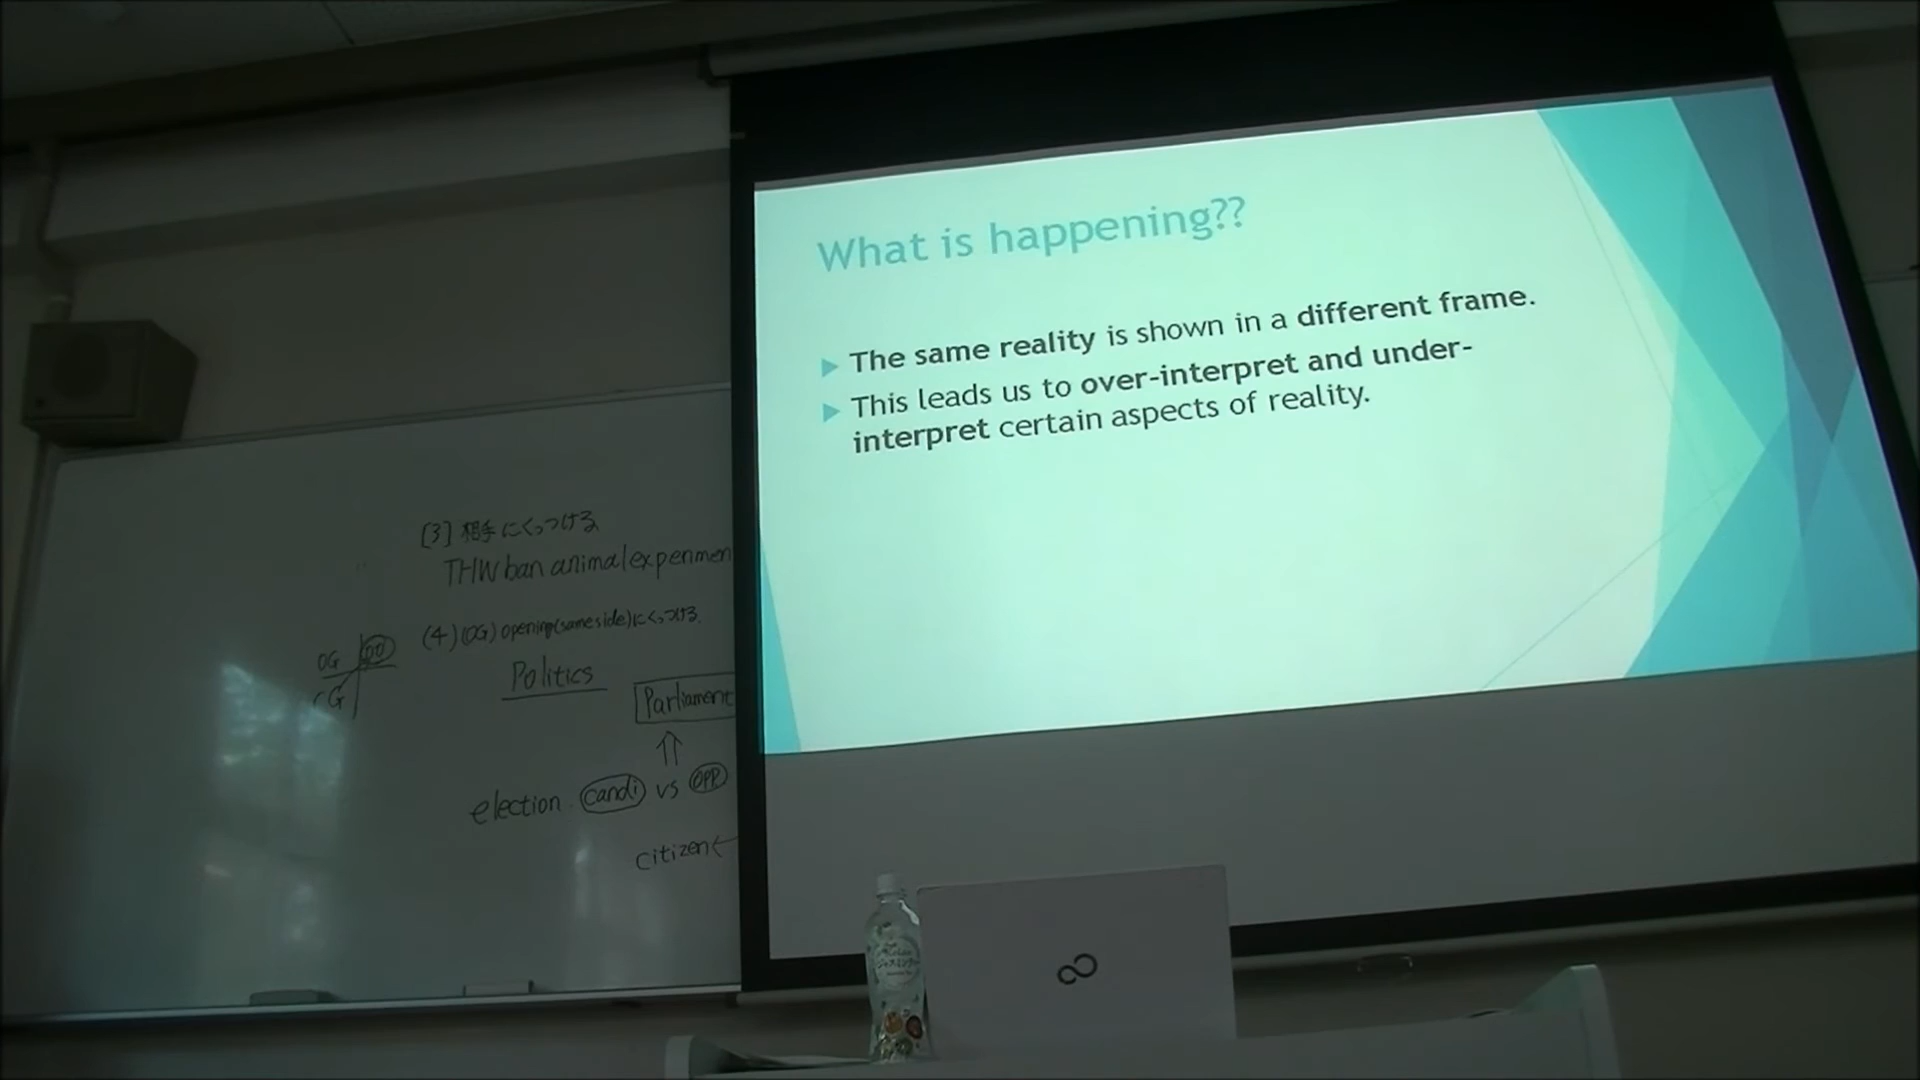 What is happening??
The same reality is shown in a different frame.
This leads us to over-interpret and under-
interpret certain aspects of reality.
[3] 相手にくっつける
THW ban animal experimen
(4) (OG) opening (same side) にくっつける
OG OO
CG
Politics
Parliament
election candi vs opp
citizen